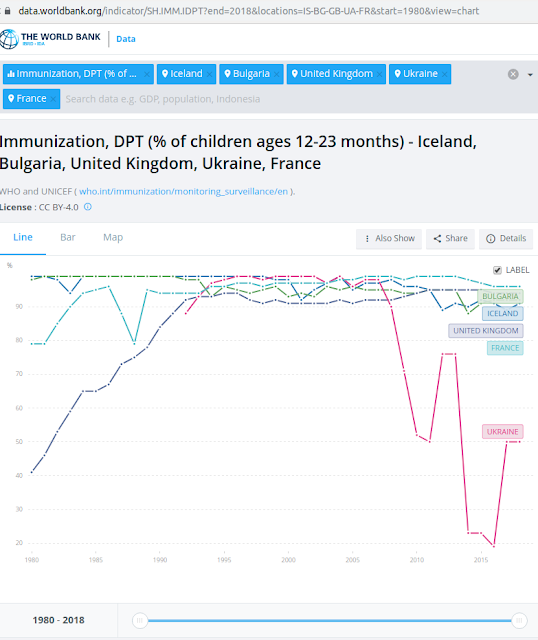 data.worldbank.org/indicator/SH.IMM.IDPT?end=2018&locations=IS-BG-GB-UA-FR&start=1980&view=chart
THE WORLD BANK
IBRD • IDA
Data
Immunization, DPT (% of ... ×
Iceland ×
Bulgaria ×
United Kingdom ×
Ukraine ×
France ×
Search data e.g. GDP, population, Indonesia
Immunization, DPT (% of children ages 12-23 months) - Iceland,
Bulgaria, United Kingdom, Ukraine, France
WHO and UNICEF ( who.int/immunization/monitoring_surveillance/en ).
License : CC BY-4.0
Line
Bar
Map
Also Show
Share
Details
%
LABEL
90
80
70
60
50
40
30
20
BULGARIA
ICELAND
UNITED KINGDOM
FRANCE
UKRAINE
1980
1985
1990
1995
2000
2005
2010
2015
1980 - 2018